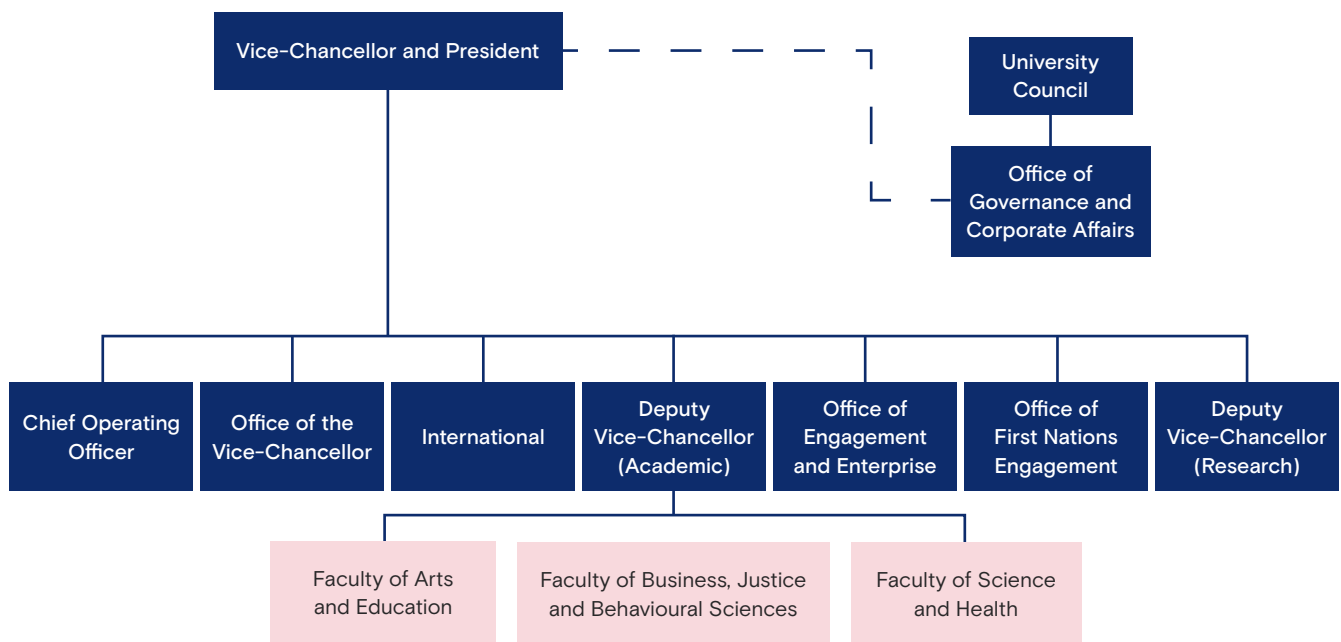 Vice-Chancellor and President
University
Council
Office of
Governance and
Corporate Affairs
Chief Operating
Officer
Office of the
Vice-Chancellor
International
Deputy
Vice-Chancellor
(Academic)
Office of
Engagement
and Enterprise
Office of
First Nations
Engagement
Deputy
Vice-Chancellor
(Research)
Faculty of Arts
and Education
Faculty of Business, Justice
and Behavioural Sciences
Faculty of Science
and Health